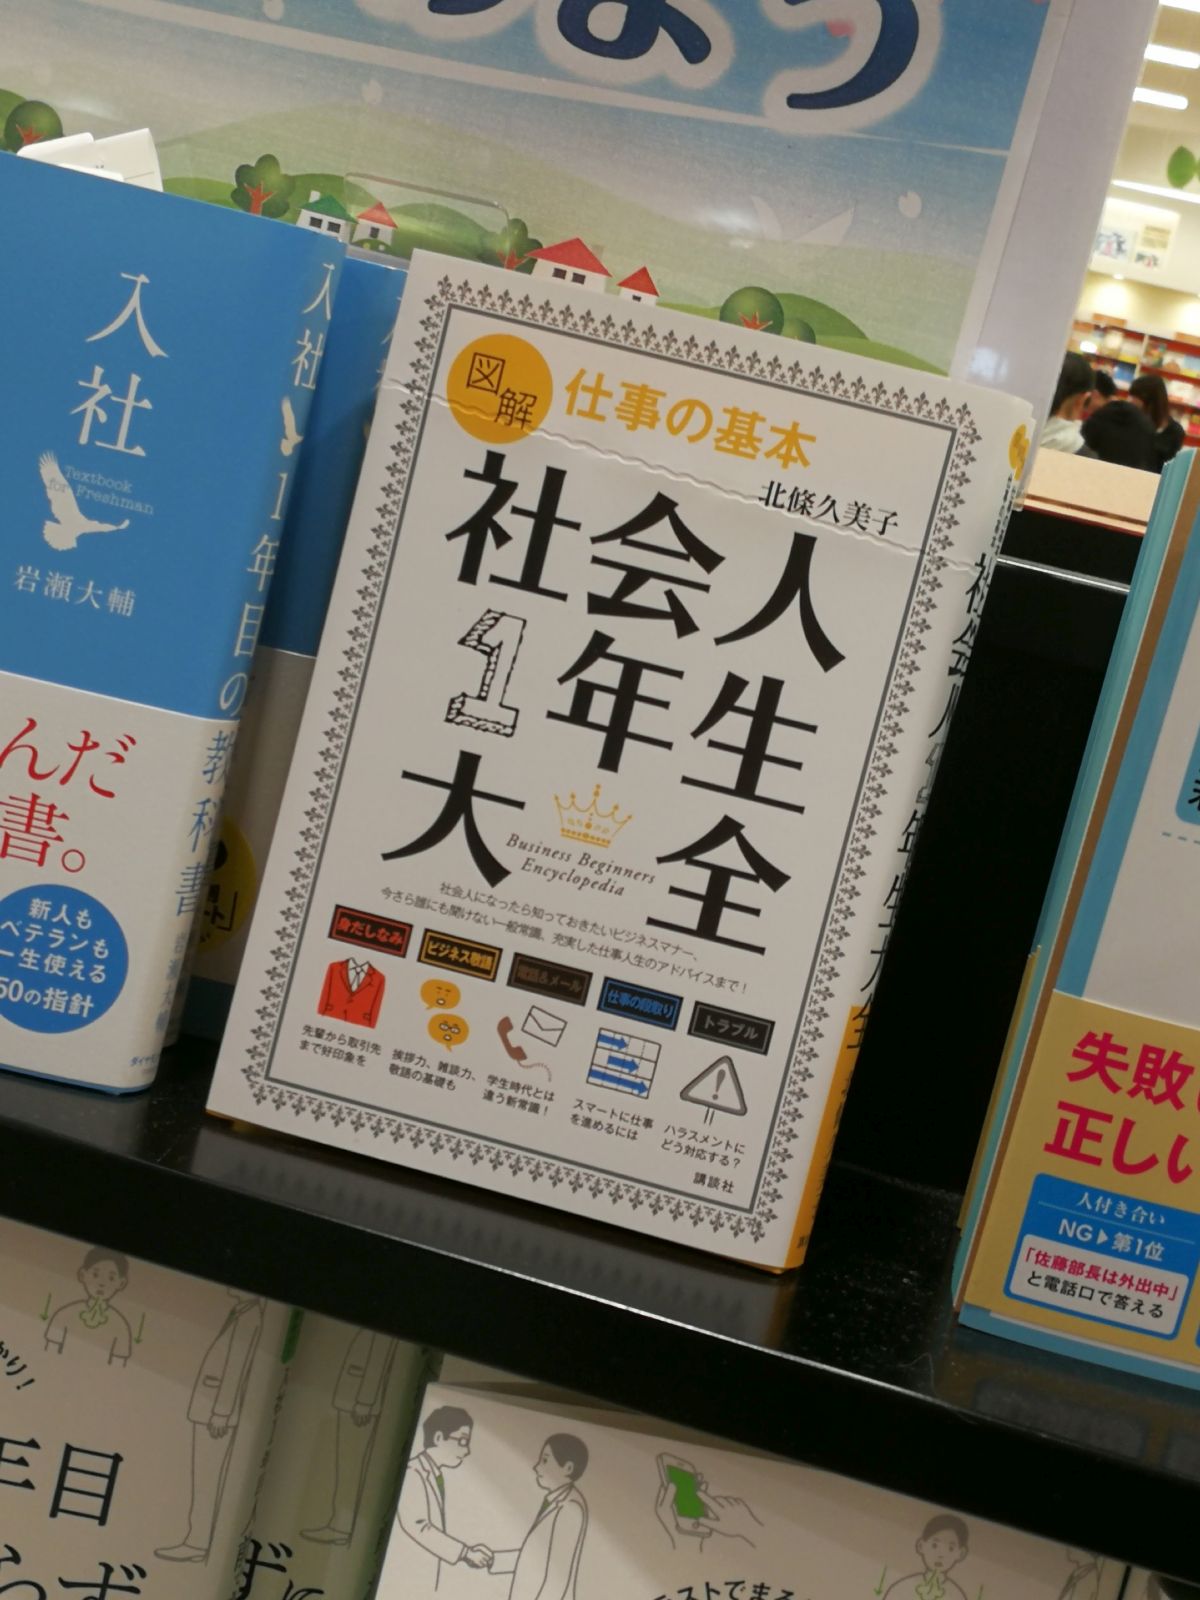 よう
入社
Textbook
for Freshman
岩瀬大輔
んだ
書。
新人も
ベテランも
一生使える
50の指針
入社1年目の教科書
図解
仕事の基本
北條久美子
社会人
1年生
大全
Business Beginners
Encyclopedia
社会人になったら知っておきたいビジネスマナー、
今さら誰にも聞けない一般常識、充実した仕事人生のアドバイスまで！
身だしなみ
ビジネス敬語
電話&メール
仕事の段取り
トラブル
先輩から取引先
まで好印象を
挨拶力、雑談力、
敬語の基礎も
学生時代とは
違う新常識！
スマートに仕事
を進めるには
ハラスメントに
どう対応する？
講談社
失敗
正しい
人付き合い
NG▶第1位
「佐藤部長は外出中」
と電話口で答える
年目
わず